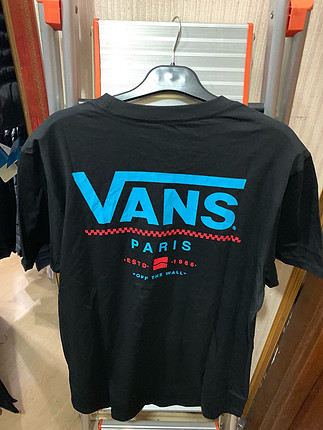 VANS
PARIS
·ESTD· ·1966·
"OFF THE WALL"